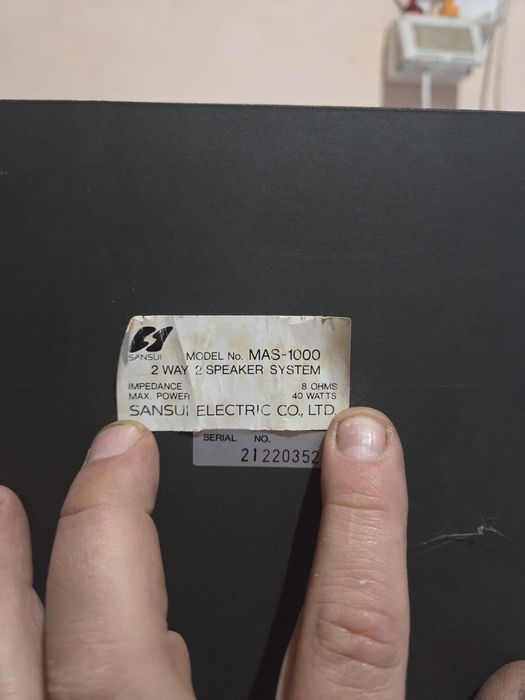 SANSUI
MODEL No. MAS-1000
2 WAY 2 SPEAKER SYSTEM
IMPEDANCE 8 OHMS
MAX. POWER 40 WATTS
SANSUI ELECTRIC CO., LTD.
SERIAL NO.
21220352